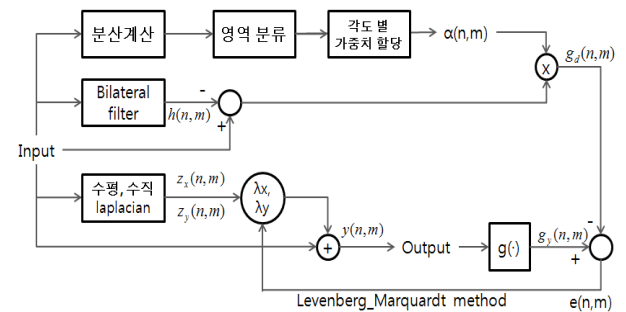 분산계산
영역 분류
각도 별
가중치 할당
α(n,m)
x
g_d(n,m)
Bilateral
filter
-
h(n,m)
+
Input
수평, 수직
laplacian
z_x(n,m)
z_y(n,m)
λx,
λy
+
y(n,m)
Output
g(·)
g_y(n,m)
-
+
Levenberg_Marquardt method
e(n,m)